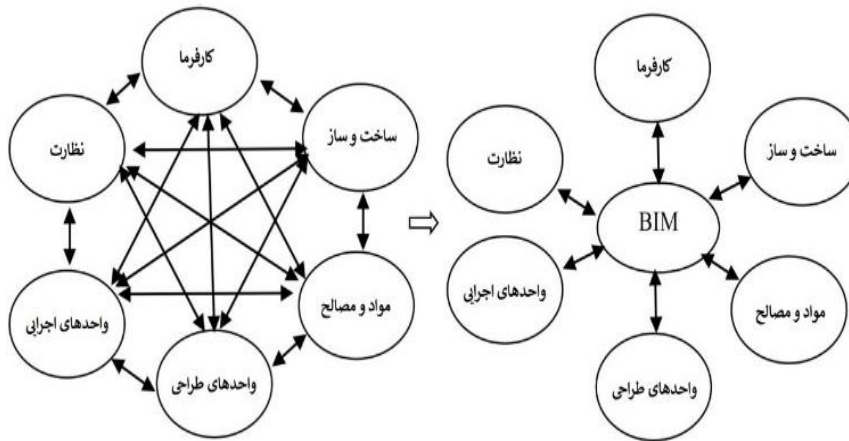 کارفرما
ساخت و ساز
نظارت
مواد و مصالح
واحدهای اجرایی
واحدهای طراحی
کارفرما
ساخت و ساز
نظارت
BIM
واحدهای اجرایی
مواد و مصالح
واحدهای طراحی